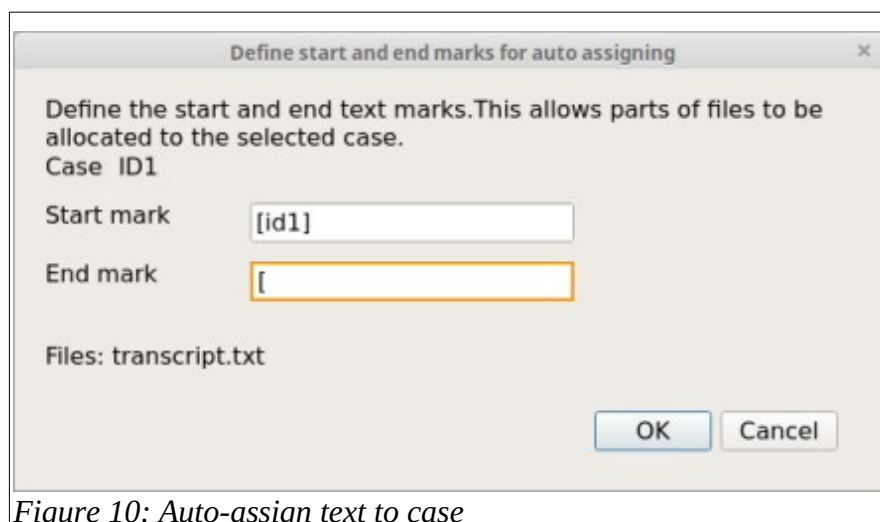 Define start and end marks for auto assigning ×
Define the start and end text marks.This allows parts of files to be
allocated to the selected case.
Case ID1
Start mark [id1]
End mark [
Files: transcript.txt
OK Cancel
Figure 10: Auto-assign text to case